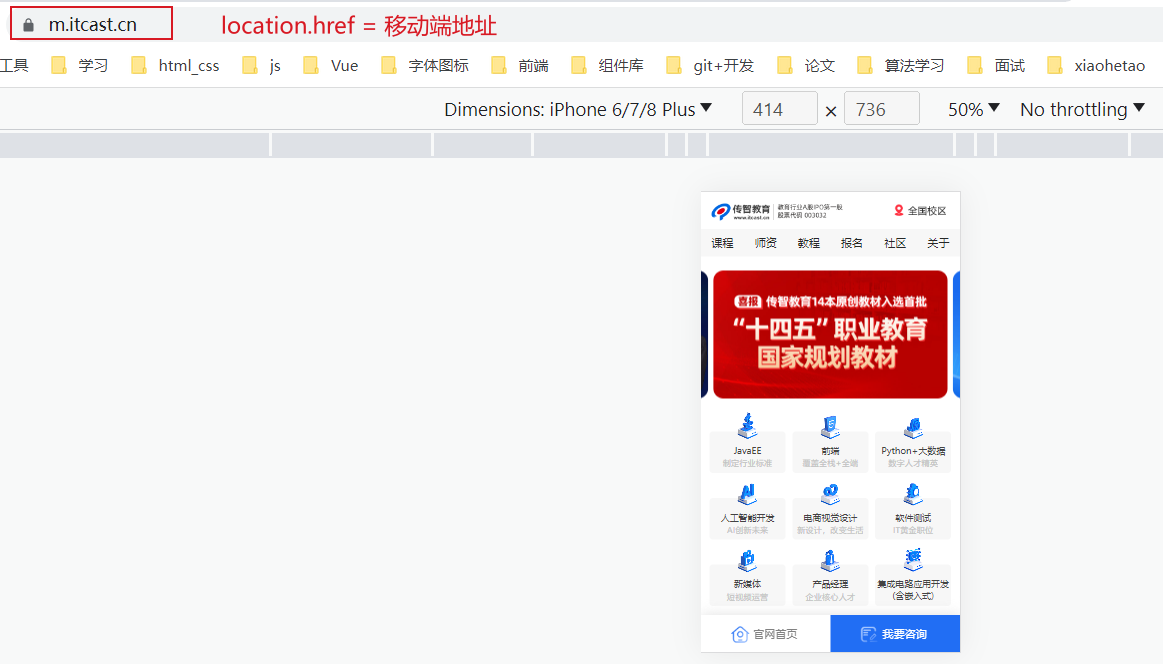 m.itcast.cn
location.href = 移动端地址
工具 学习 html_css js Vue 字体图标 前端 组件库 git+开发 论文 算法学习 面试 xiaohetao
Dimensions: iPhone 6/7/8 Plus 414 × 736 50% No throttling
传智教育 教育行业A股IPO第一股 全国校区
www.itcast.cn 股票代码 003032
课程 师资 教程 报名 社区 关于
喜报 传智教育14本原创教材入选首批
“十四五”职业教育
国家规划教材
JavaEE 前端 Python+大数据
制定行业标准 覆盖全栈+全端 数字人才精英
人工智能开发 电商视觉设计 软件测试
AI创新未来 新设计，改变生活 IT黄金职位
新媒体 产品经理 集成电路应用开发
短视频运营 企业核心人才 (含嵌入式)
官网首页 我要咨询